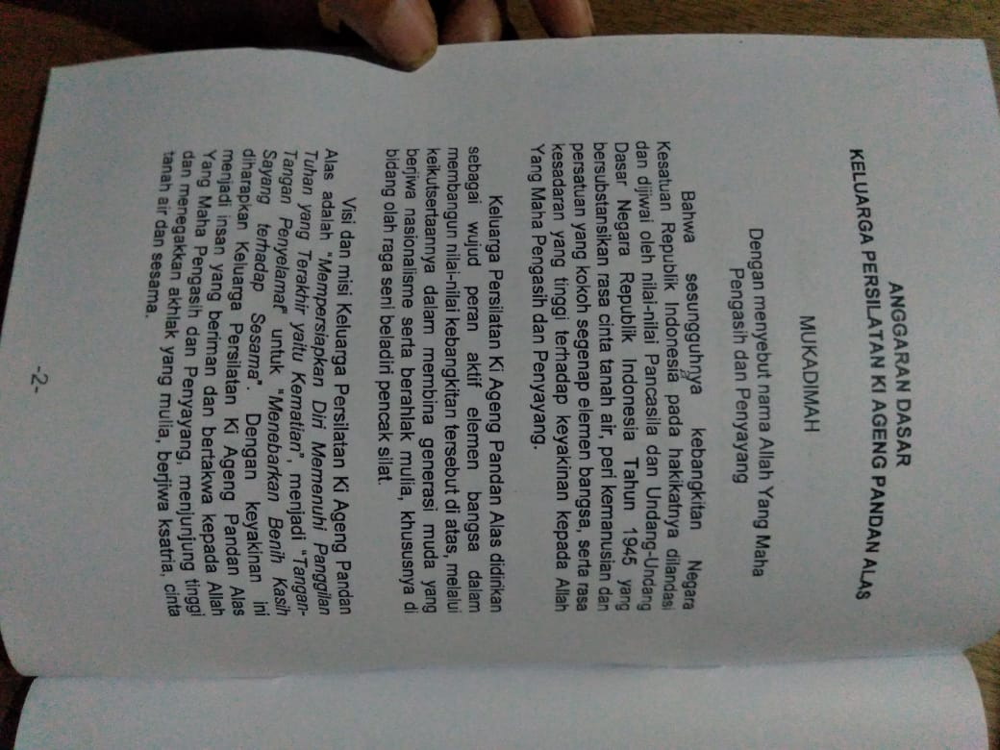 ANGGARAN DASAR
KELUARGA PERSILATAN KI AGENG PANDAN ALAS
MUKADIMAH
Dengan menyebut nama Allah Yang Maha
Pengasih dan Penyayang
Bahwa sesungguhnya kebangkitan Negara
Kesatuan Republik Indonesia pada hakikatnya dilandasi
dan dijiwai oleh nilai-nilai Pancasila dan Undang-Undang
Dasar Negara Republik Indonesia Tahun 1945 yang
bersubstansikan rasa cinta tanah air, peri kemanusian dan
persatuan yang kokoh segenap elemen bangsa, serta rasa
kesadaran yang tinggi terhadap keyakinan kepada Allah
Yang Maha Pengasih dan Penyayang.
Keluarga Persilatan Ki Ageng Pandan Alas didirikan
sebagai wujud peran aktif elemen bangsa dalam
membangun nilai-nilai kebangkitan tersebut di atas, melalui
keikutsertaannya dalam membina generasi muda yang
berjiwa nasionalisme serta berahlak mulia, khususnya di
bidang olah raga seni beladiri pencak silat.
Visi dan misi Keluarga Persilatan Ki Ageng Pandan
Alas adalah "Mempersiapkan Diri Memenuhi Panggilan
Tuhan yang Terakhir yaitu Kematian", menjadi "Tangan-
Tangan Penyelamat" untuk "Menebarkan Benih Kasih
Sayang terhadap Sesama". Dengan keyakinan ini
diharapkan Keluarga Persilatan Ki Ageng Pandan Alas
menjadi insan yang beriman dan bertakwa kepada Allah
Yang Maha Pengasih dan Penyayang, menjunjung tinggi
dan menegakkan akhlak yang mulia, berjiwa ksatria, cinta
tanah air dan sesama.
-2-